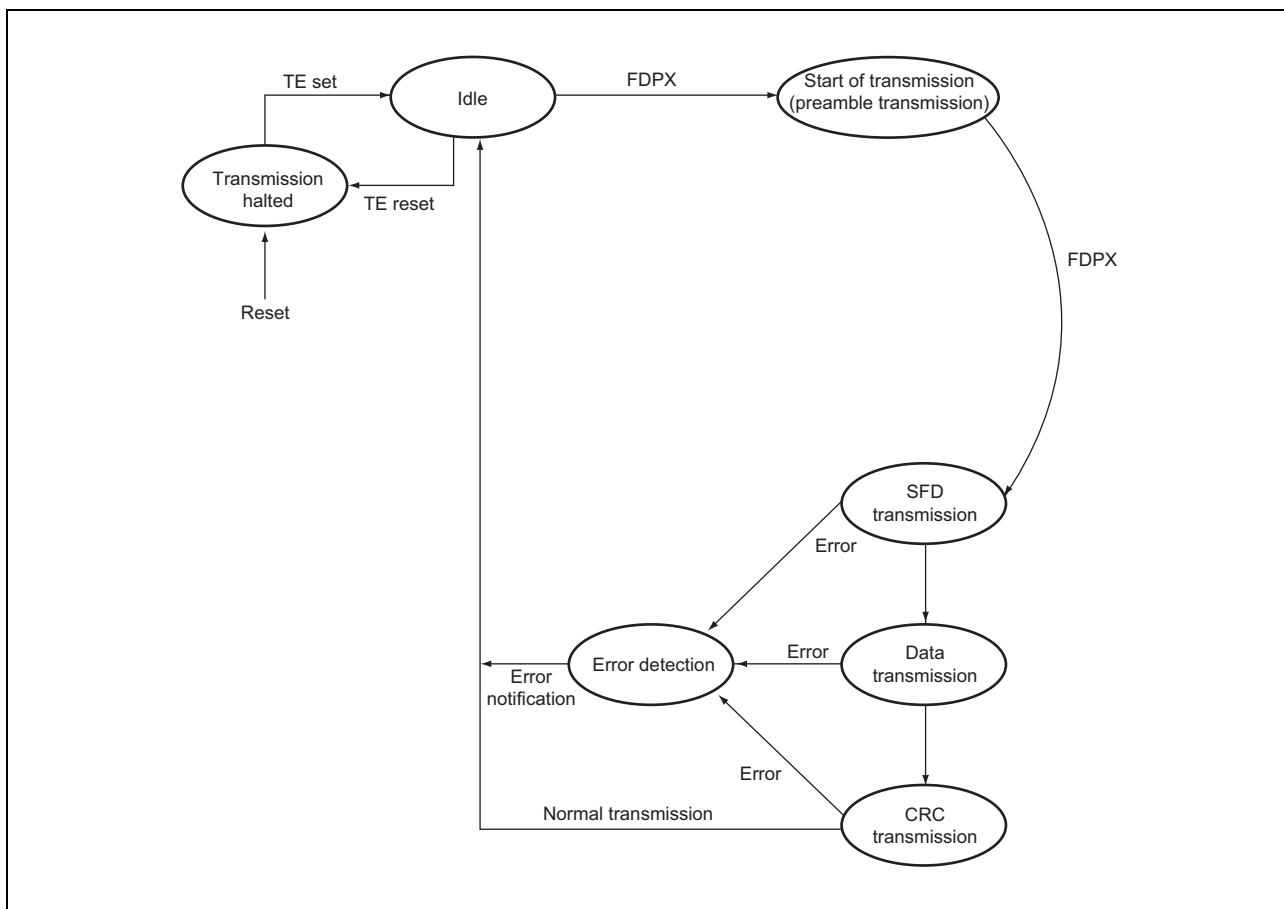 TE set
Idle
FDPX
Start of transmission
(preamble transmission)
Transmission
halted
TE reset
Reset
FDPX
SFD
transmission
Error
Error detection
Error
Data
transmission
Error
notification
Error
Normal transmission
CRC
transmission